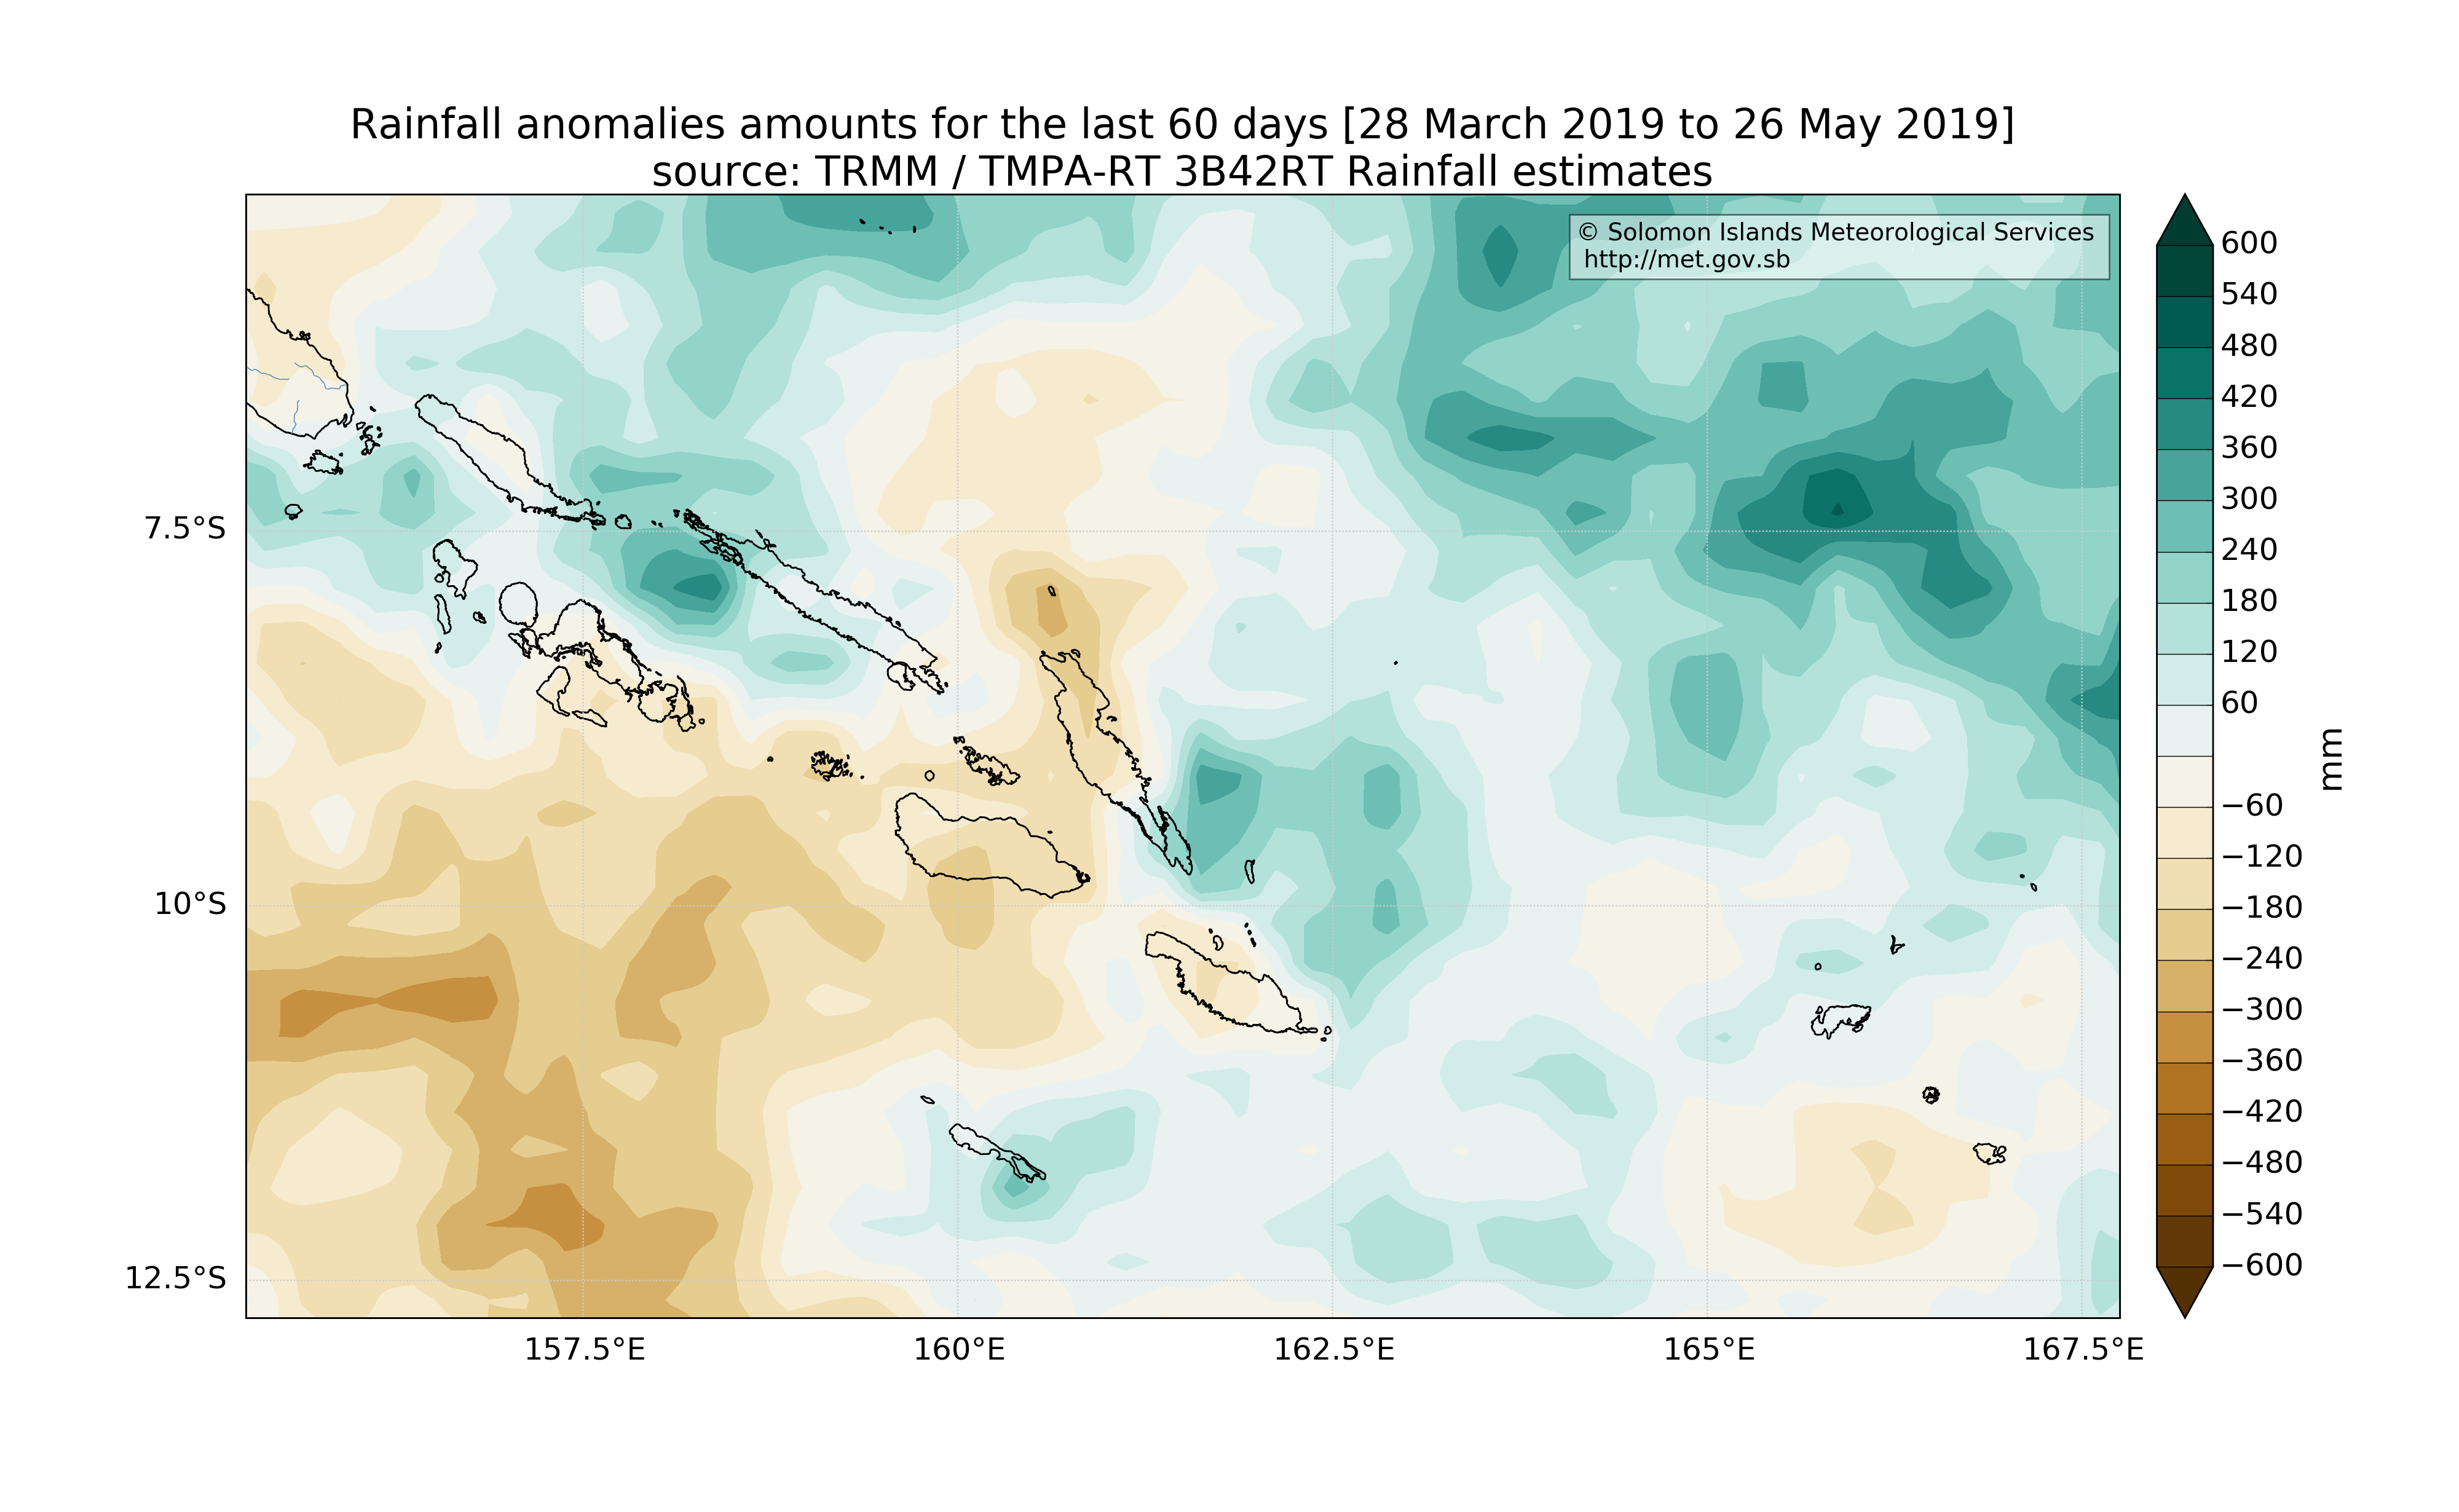 Rainfall anomalies amounts for the last 60 days [28 March 2019 to 26 May 2019]
source: TRMM / TMPA-RT 3B42RT Rainfall estimates
© Solomon Islands Meteorological Services
http://met.gov.sb
7.5°S
10°S
12.5°S
157.5°E
160°E
162.5°E
165°E
167.5°E
600
540
480
420
360
300
240
180
120
60
−60
−120
−180
−240
−300
−360
−420
−480
−540
−600
mm